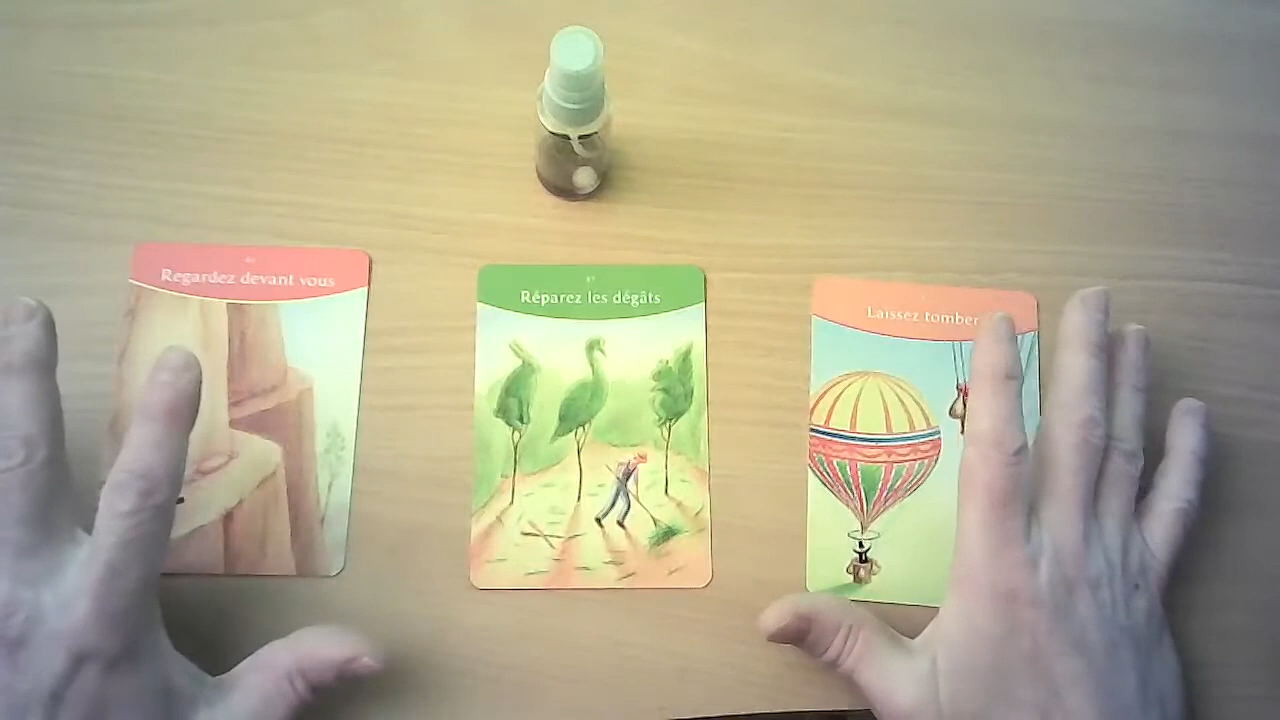 Regardez devant vous
Réparez les dégâts
Laissez tomber